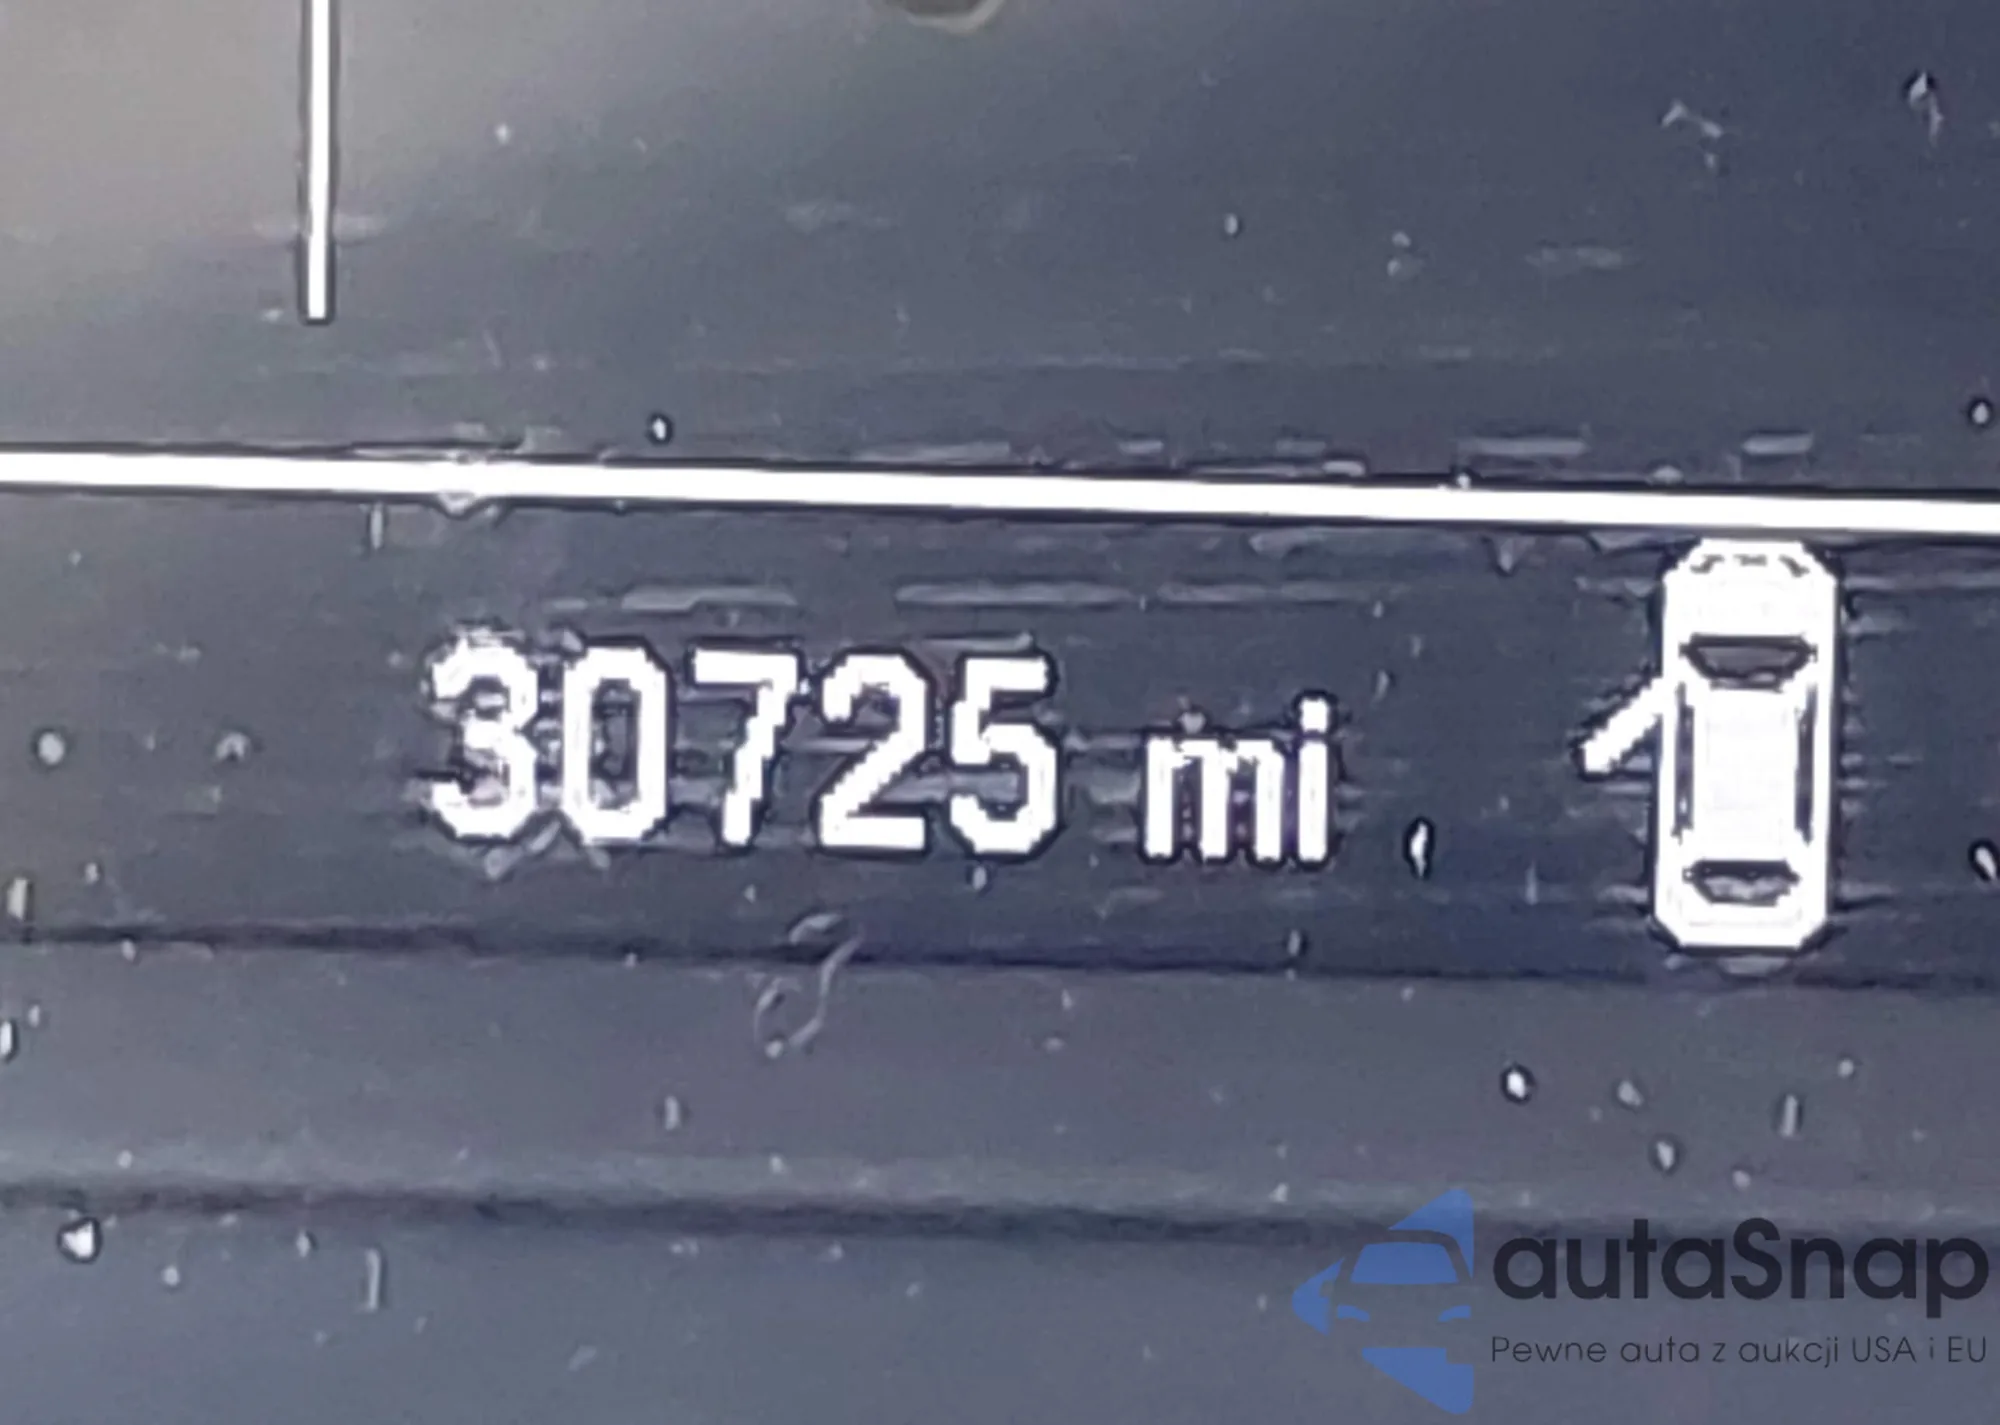 30725 mi
autaSnap
Pewne auta z aukcji USA i EU